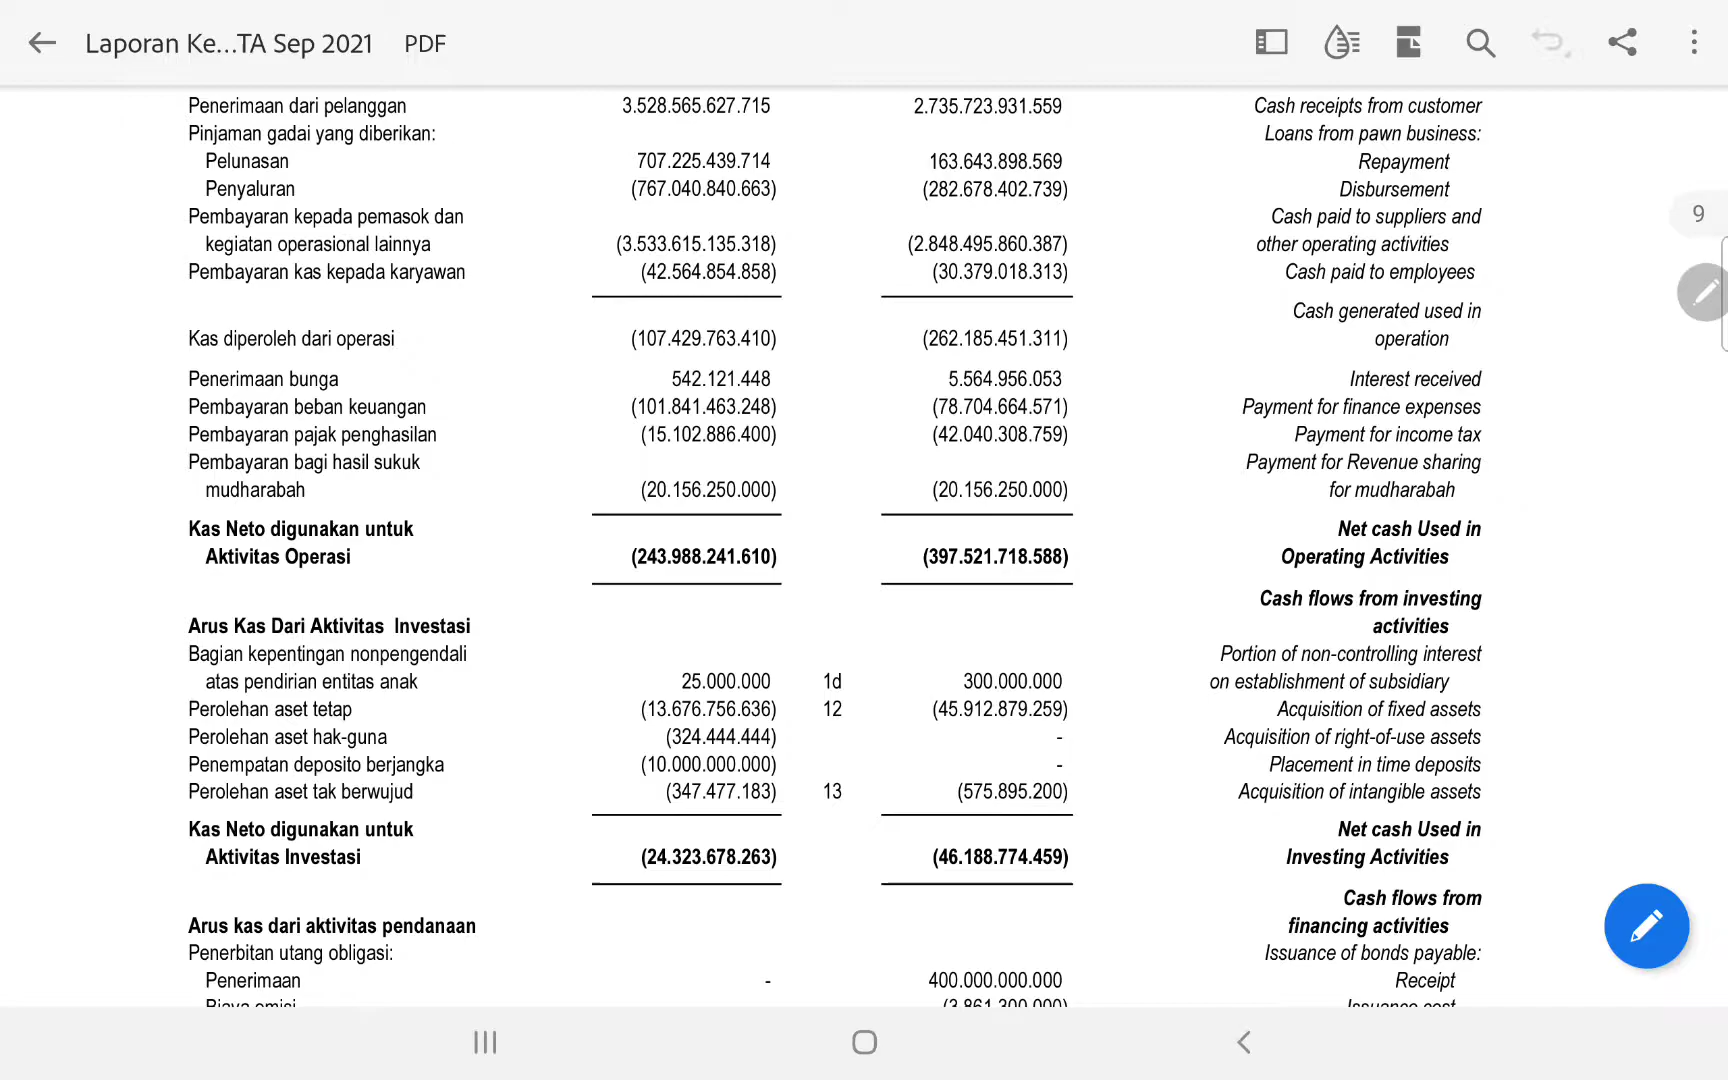 Laporan Ke...TA Sep 2021 PDF
Penerimaan dari pelanggan 3.528.565.627.715 2.735.723.931.559 Cash receipts from customer
Pinjaman gadai yang diberikan: Loans from pawn business:
Pelunasan 707.225.439.714 163.643.898.569 Repayment
Penyaluran (767.040.840.663) (282.678.402.739) Disbursement
Pembayaran kepada pemasok dan Cash paid to suppliers and
kegiatan operasional lainnya (3.533.615.135.318) (2.848.495.860.387) other operating activities
Pembayaran kas kepada karyawan (42.564.854.858) (30.379.018.313) Cash paid to employees
Cash generated used in
Kas diperoleh dari operasi (107.429.763.410) (262.185.451.311) operation
Penerimaan bunga 542.121.448 5.564.956.053 Interest received
Pembayaran beban keuangan (101.841.463.248) (78.704.664.571) Payment for finance expenses
Pembayaran pajak penghasilan (15.102.886.400) (42.040.308.759) Payment for income tax
Pembayaran bagi hasil sukuk Payment for Revenue sharing
mudharabah (20.156.250.000) (20.156.250.000) for mudharabah
Kas Neto digunakan untuk Net cash Used in
Aktivitas Operasi (243.988.241.610) (397.521.718.588) Operating Activities
Cash flows from investing
Arus Kas Dari Aktivitas Investasi activities
Bagian kepentingan nonpengendali Portion of non-controlling interest
atas pendirian entitas anak 25.000.000 1d 300.000.000 on establishment of subsidiary
Perolehan aset tetap (13.676.756.636) 12 (45.912.879.259) Acquisition of fixed assets
Perolehan aset hak-guna (324.444.444) - Acquisition of right-of-use assets
Penempatan deposito berjangka (10.000.000.000) - Placement in time deposits
Perolehan aset tak berwujud (347.477.183) 13 (575.895.200) Acquisition of intangible assets
Kas Neto digunakan untuk Net cash Used in
Aktivitas Investasi (24.323.678.263) (46.188.774.459) Investing Activities
Cash flows from
Arus kas dari aktivitas pendanaan financing activities
Penerbitan utang obligasi: Issuance of bonds payable:
Penerimaan - 400.000.000.000 Receipt
Biaya emisi (3.861.300.000) Issuance cost
9